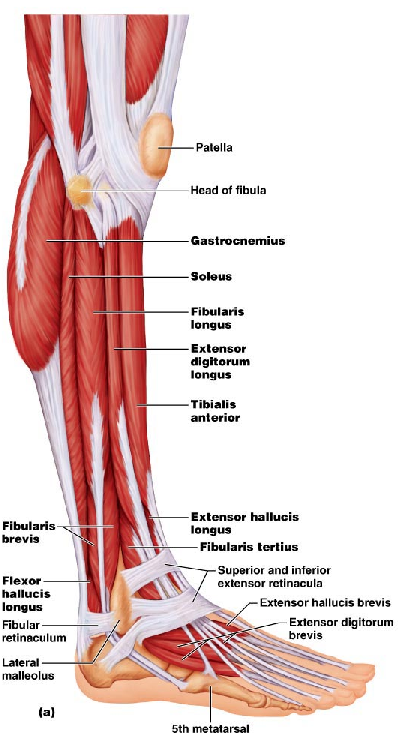 Patella
Head of fibula
Gastrocnemius
Soleus
Fibularis
longus
Extensor
digitorum
longus
Tibialis
anterior
Extensor hallucis
longus
Fibularis
brevis
Fibularis tertius
Superior and inferior
extensor retinacula
Flexor
hallucis
longus
Extensor hallucis brevis
Fibular
retinaculum
Extensor digitorum
brevis
Lateral
malleolus
(a)
5th metatarsal